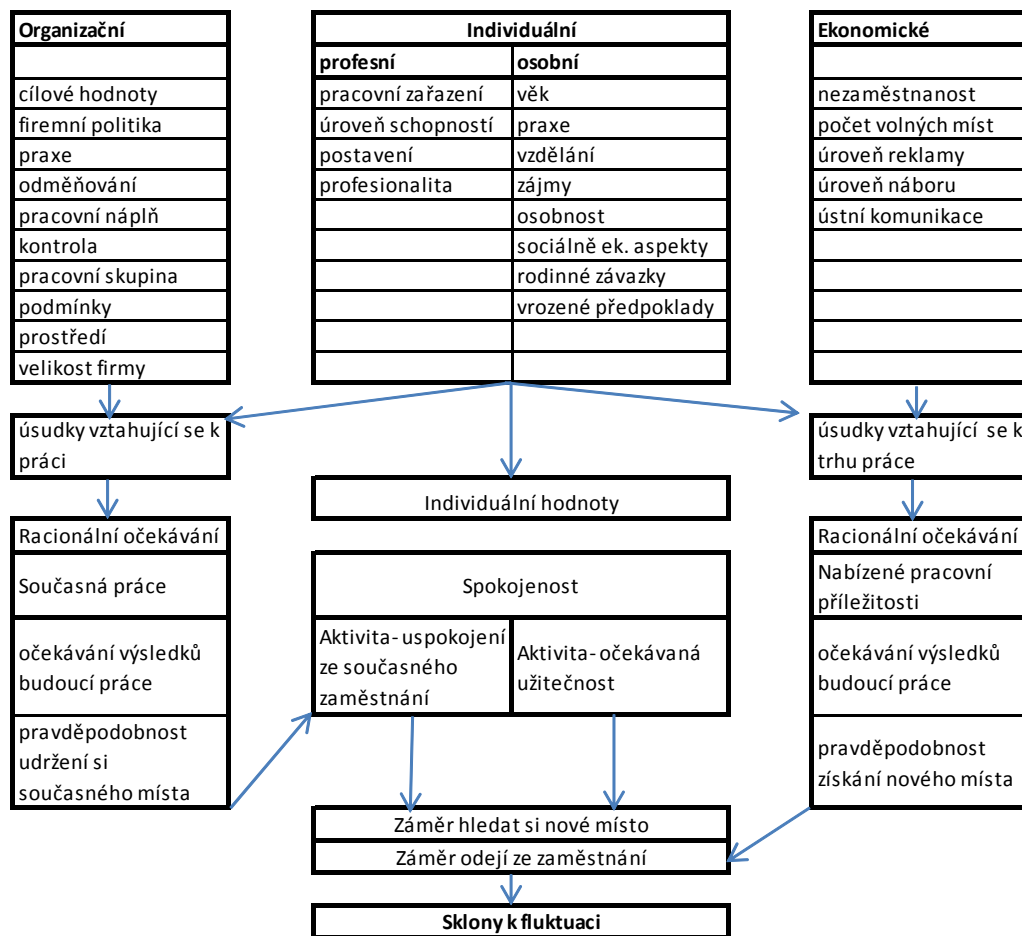 Organizační
cílové hodnoty
firemní politika
praxe
odměňování
pracovní náplň
kontrola
pracovní skupina
podmínky
prostředí
velikost firmy
Individuální
profesní
pracovní zařazení
úroveň schopností
postavení
profesionalita
osobní
věk
praxe
vzdělání
zájmy
osobnost
sociálně ek. aspekty
rodinné závazky
vrozené předpoklady
Ekonomické
nezaměstnanost
počet volných míst
úroveň reklamy
úroveň náboru
ústní komunikace
úsudky vztahující se k
práci
Individuální hodnoty
úsudky vztahující se k
trhu práce
Racionální očekávání
Současná práce
očekávání výsledků
budoucí práce
pravděpodobnost
udržení si
současného místa
Spokojenost
Aktivita- uspokojení
ze současného
zaměstnání
Aktivita- očekávaná
užitečnost
Racionální očekávání
Nabízené pracovní
příležitosti
očekávání výsledků
budoucí práce
pravděpodobnost
získání nového místa
Záměr hledat si nové místo
Záměr odejí ze zaměstnání
Sklony k fluktuaci